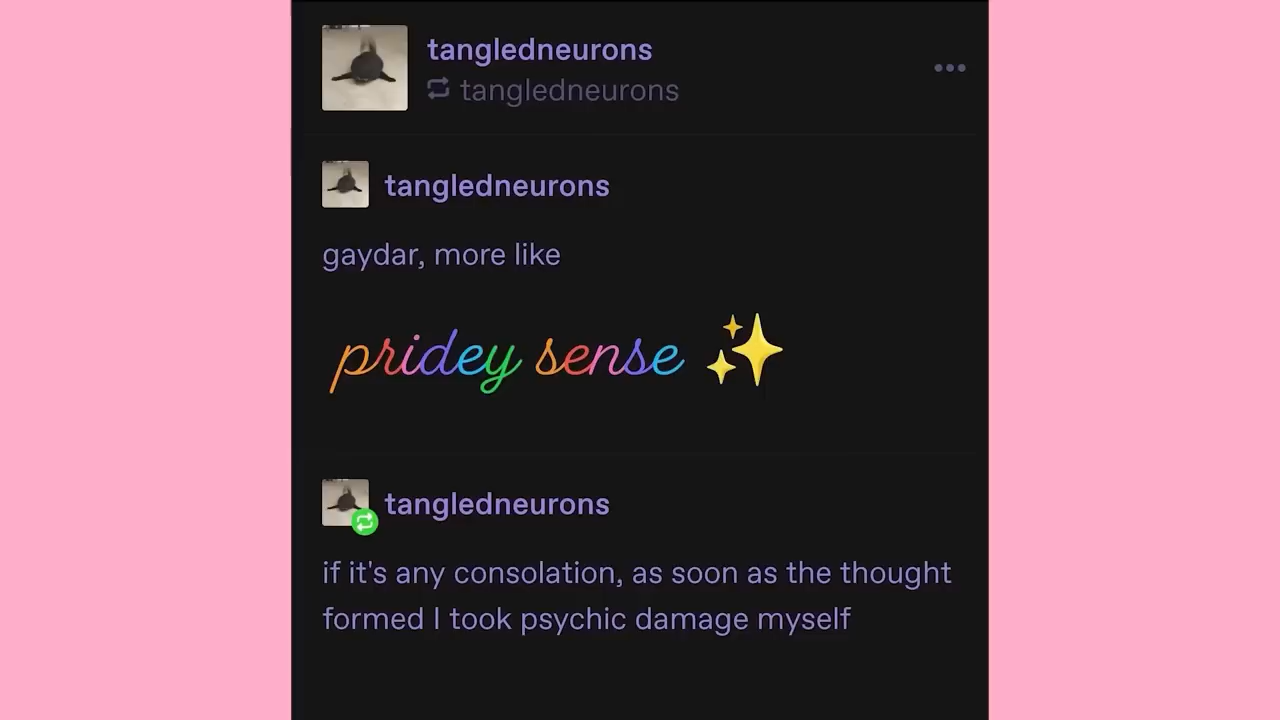 tangledneurons
tangledneurons
tangledneurons
gaydar, more like
pridey sense ✨
tangledneurons
if it's any consolation, as soon as the thought
formed I took psychic damage myself